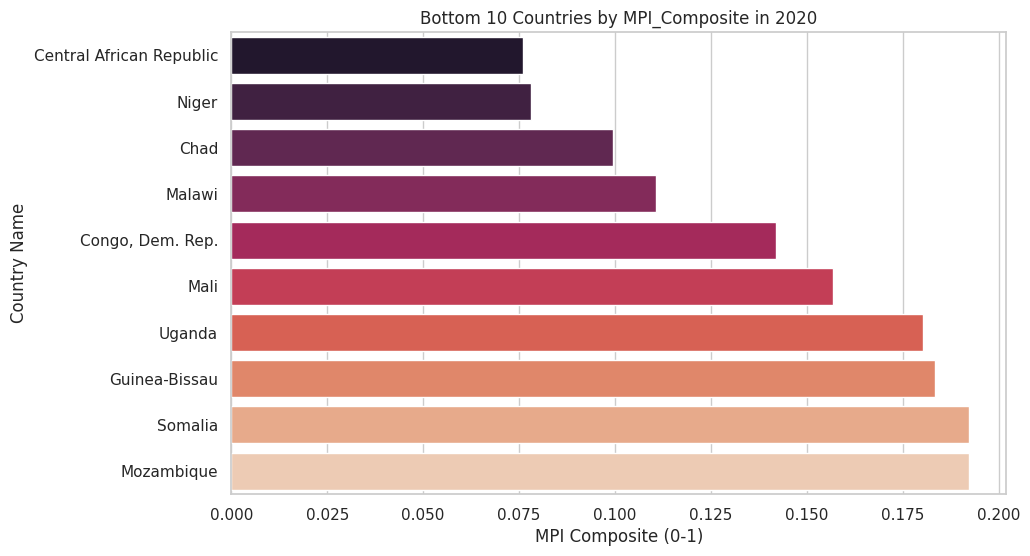 Bottom 10 Countries by MPI_Composite in 2020
Country Name
Central African Republic
Niger
Chad
Malawi
Congo, Dem. Rep.
Mali
Uganda
Guinea-Bissau
Somalia
Mozambique
0.000 0.025 0.050 0.075 0.100 0.125 0.150 0.175 0.200
MPI Composite (0-1)